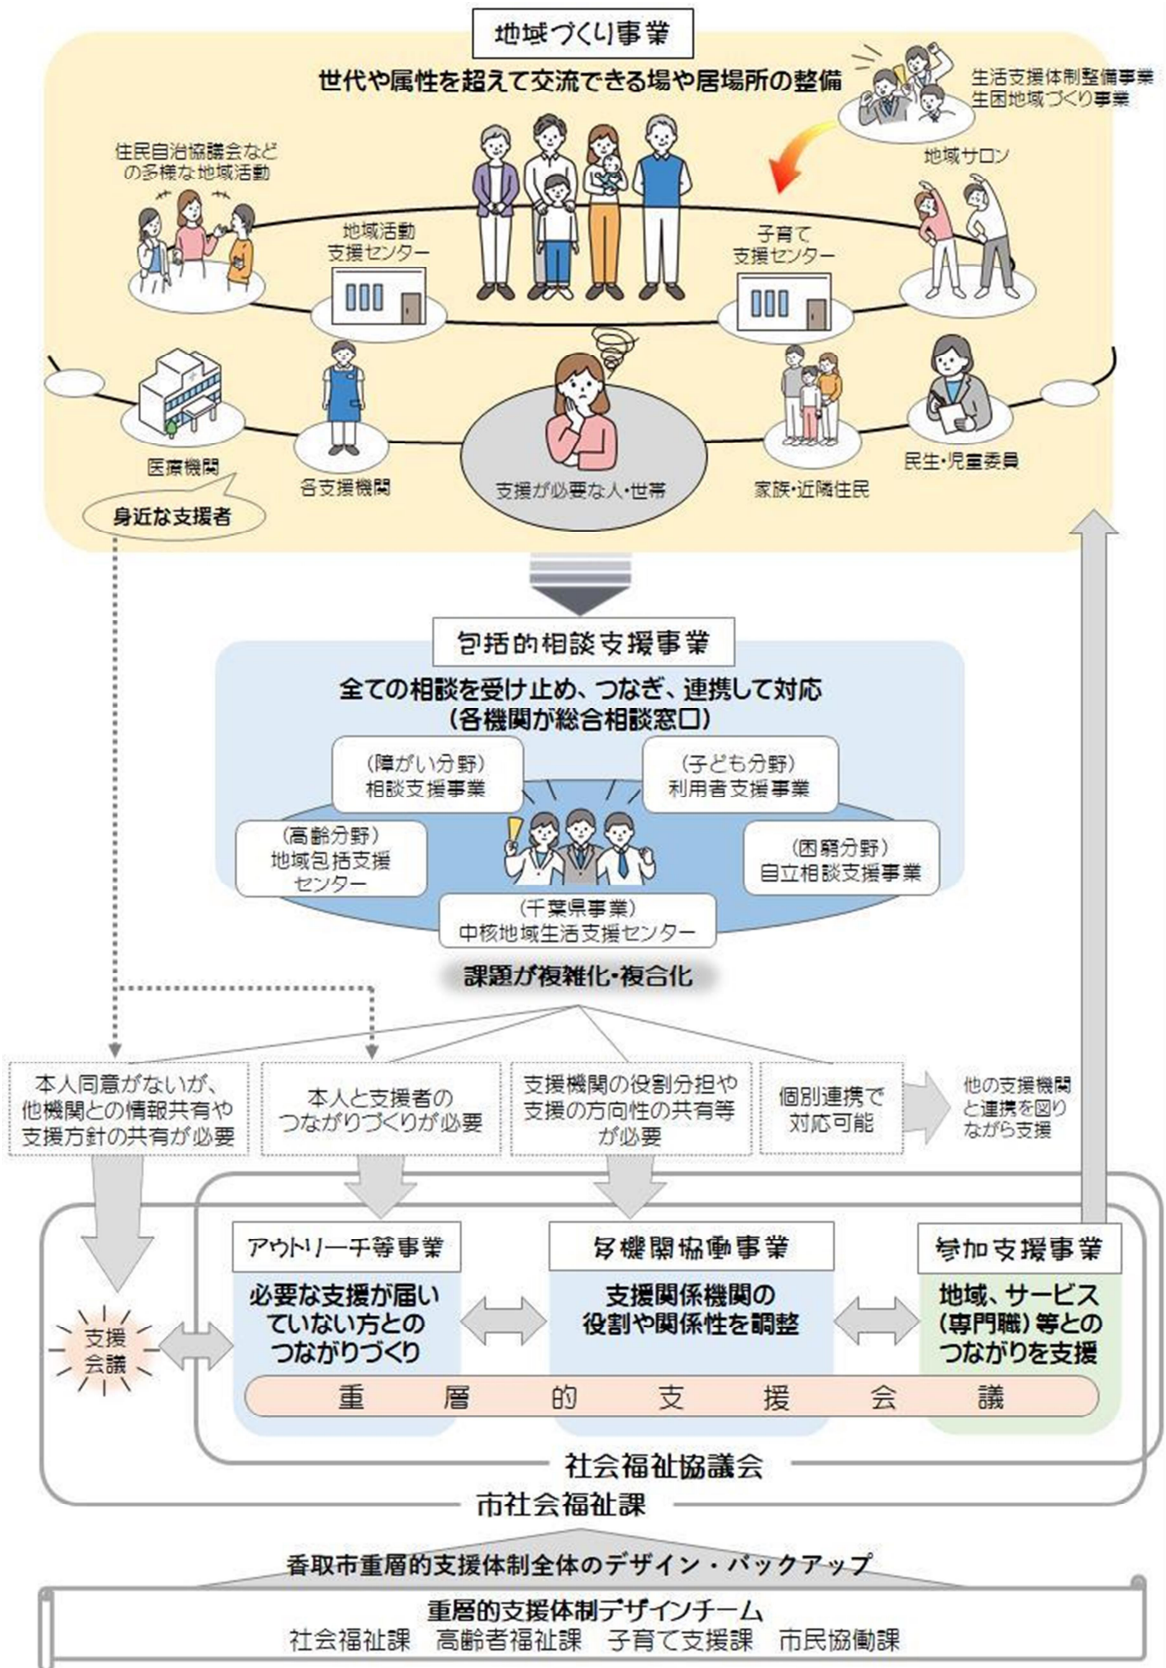 地域づくり事業
世代や属性を超えて交流できる場や居場所の整備
生活支援体制整備事業
生困地域づくり事業
住民自治協議会など
の多様な地域活動
地域サロン
地域活動
支援センター
子育て
支援センター
医療機関
各支援機関
支援が必要な人・世帯
家族・近隣住民
民生・児童委員
身近な支援者
包括的相談支援事業
全ての相談を受け止め、つなぎ、連携して対応
(各機関が総合相談窓口)
(障がい分野)
相談支援事業
(子ども分野)
利用者支援事業
(高齢分野)
地域包括支援
センター
(困窮分野)
自立相談支援事業
(千葉県事業)
中核地域生活支援センター
課題が複雑化・複合化
本人同意がないが、
他機関との情報共有や
支援方針の共有が必要
本人と支援者の
つながりづくりが必要
支援機関の役割分担や
支援の方向性の共有等
が必要
個別連携で
対応可能
他の支援機関
と連携を図り
ながら支援
アウトリーチ等事業
必要な支援が届い
ていない方との
つながりづくり
多機関協働事業
支援関係機関の
役割や関係性を調整
参加支援事業
地域、サービス
(専門職)等との
つながりを支援
支援
会議
重層的支援会議
社会福祉協議会
市社会福祉課
香取市重層的支援体制全体のデザイン・バックアップ
重層的支援体制デザインチーム
社会福祉課 高齢者福祉課 子育て支援課 市民協働課